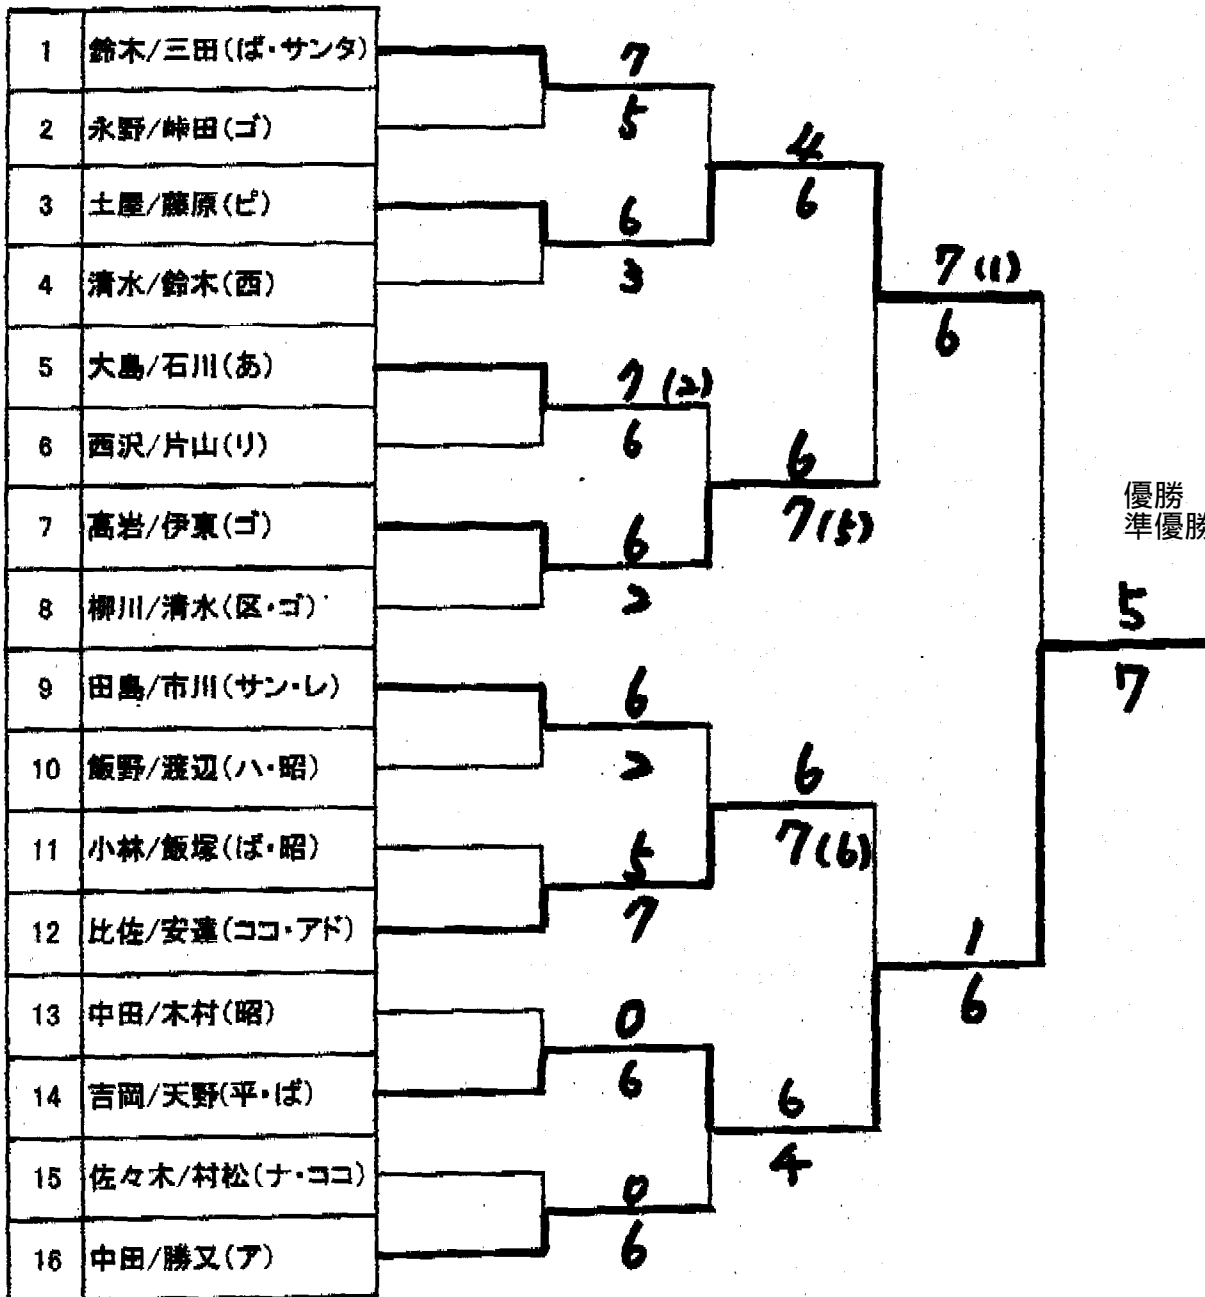 1 鈴木/三田(ば・サンタ)
7
2 永野/峠田(ゴ)
5
4
3 土屋/藤原(ピ)
6
6
4 清水/鈴木(西)
3
7(1)
6
5 大島/石川(あ)
7(2)
6 西沢/片山(リ)
6
6
7 高岩/伊東(ゴ)
6
7(5)
8 柳川/清水(区・ゴ)
2
優勝
準優勝
5
7
9 田島/市川(サン・レ)
6
10 飯野/渡辺(ハ・昭)
2
6
11 小林/飯塚(ば・昭)
5
7(6)
12 比佐/安達(ココ・アド)
7
1
6
13 中田/木村(昭)
0
14 吉岡/天野(平・ば)
6
6
15 佐々木/村松(ナ・ココ)
0
4
16 中田/勝又(ア)
6